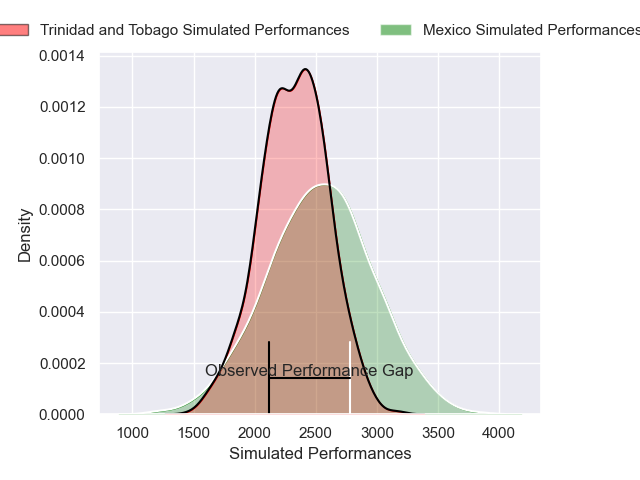 Trinidad and Tobago Simulated Performances
Mexico Simulated Performances
0.0014
0.0012
0.0010
0.0008
0.0006
0.0004
0.0002
0.0000
Density
Observed Performance Gap
1000 1500 2000 2500 3000 3500 4000
Simulated Performances